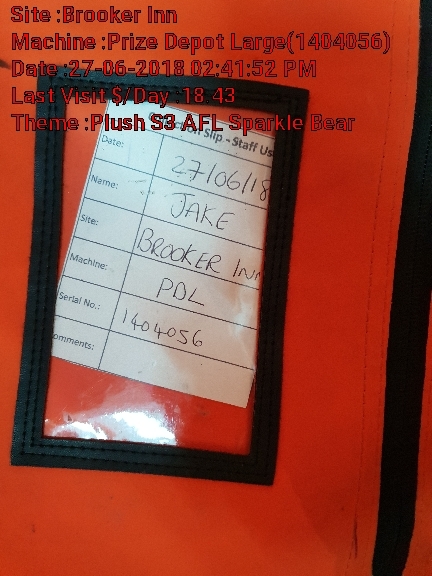 Site :Brooker Inn
Machine :Prize Depot Large(1404056)
Date :27-06-2018 02:41:52 PM
Last Visit $/Day :18.43
Theme :Plush S3 AFL Sparkle Bear
Slip - Staff Us
Date: 27/06/18
Name: JAKE
Site: BROOKER INN
Machine: PDL
Serial No.: 1404056
omments: